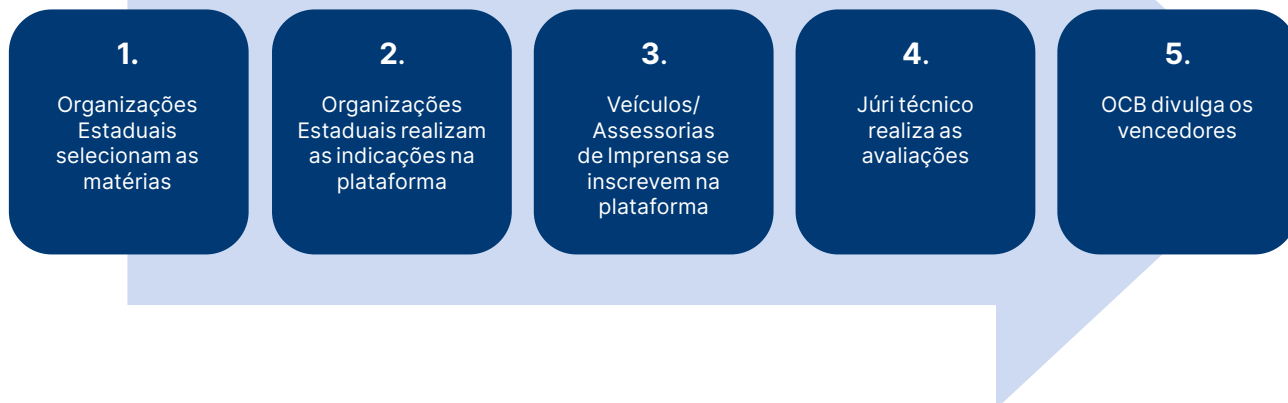 1.
Organizações
Estaduais
selecionam as
matérias
2.
Organizações
Estaduais realizam
as indicações na
plataforma
3.
Veículos/
Assessorias
de Imprensa se
inscrevem na
plataforma
4.
Júri técnico
realiza as
avaliações
5.
OCB divulga os
vencedores